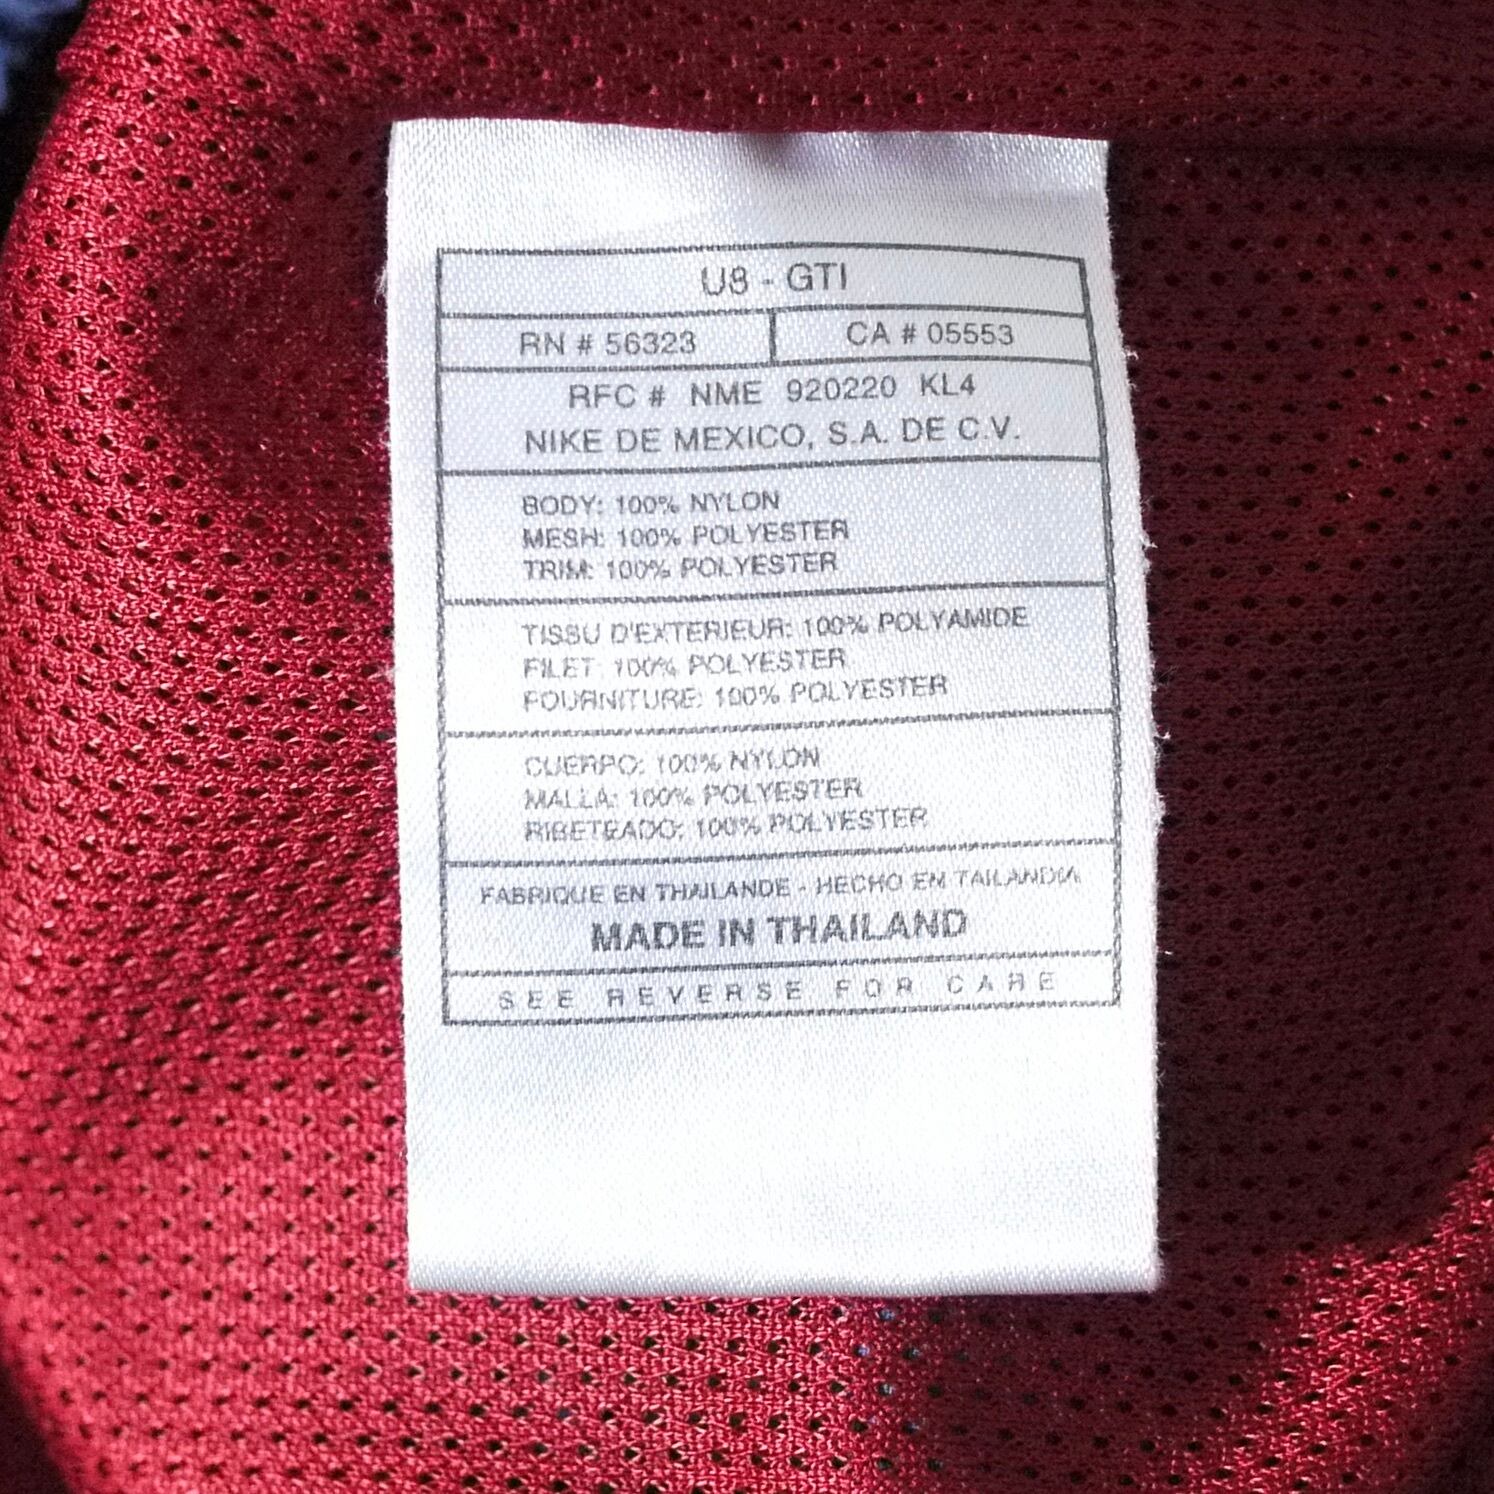 U8 - GTI
RN # 56323
CA # 05553
RFC # NME 920220 KL4
NIKE DE MEXICO, S.A. DE C.V.
BODY: 100% NYLON
MESH: 100% POLYESTER
TRIM: 100% POLYESTER
TISSU D'EXTERIEUR: 100% POLYAMIDE
FILET: 100% POLYESTER
FOURNITURE: 100% POLYESTER
CUERPO: 100% NYLON
MALLA: 100% POLYESTER
RIBETEADO: 100% POLYESTER
FABRIQUE EN THAILANDE - HECHO EN TAILANDIA
MADE IN THAILAND
SEE REVERSE FOR CARE